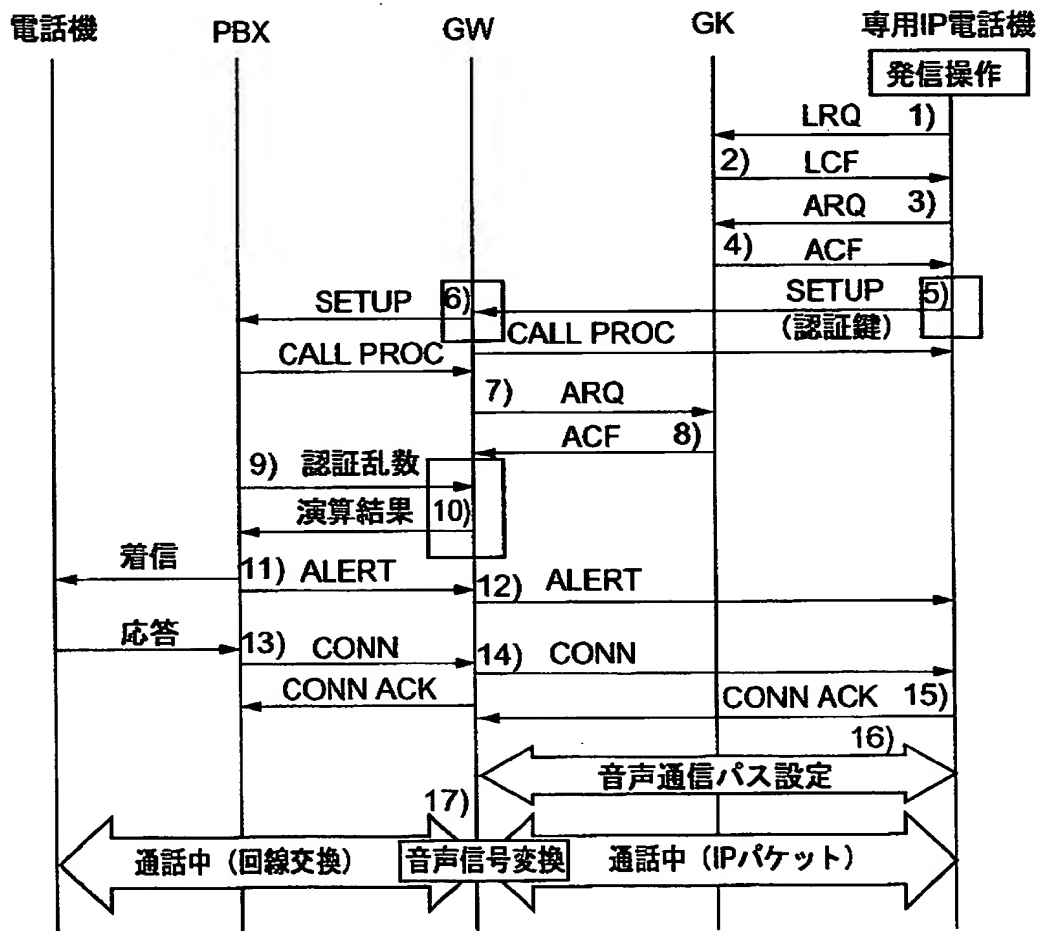 電話機 PBX GW GK 専用IP電話機
発信操作
LRQ 1)
2) LCF
ARQ 3)
4) ACF
SETUP 6) SETUP 5)
(認証鍵)
CALL PROC
CALL PROC
7) ARQ
ACF 8)
9) 認証乱数
演算結果 10)
着信 11) ALERT 12) ALERT
応答 13) CONN 14) CONN
CONN ACK CONN ACK 15)
16)
音声通信パス設定
17)
通話中(回線交換) 音声信号変換 通話中(IPパケット)